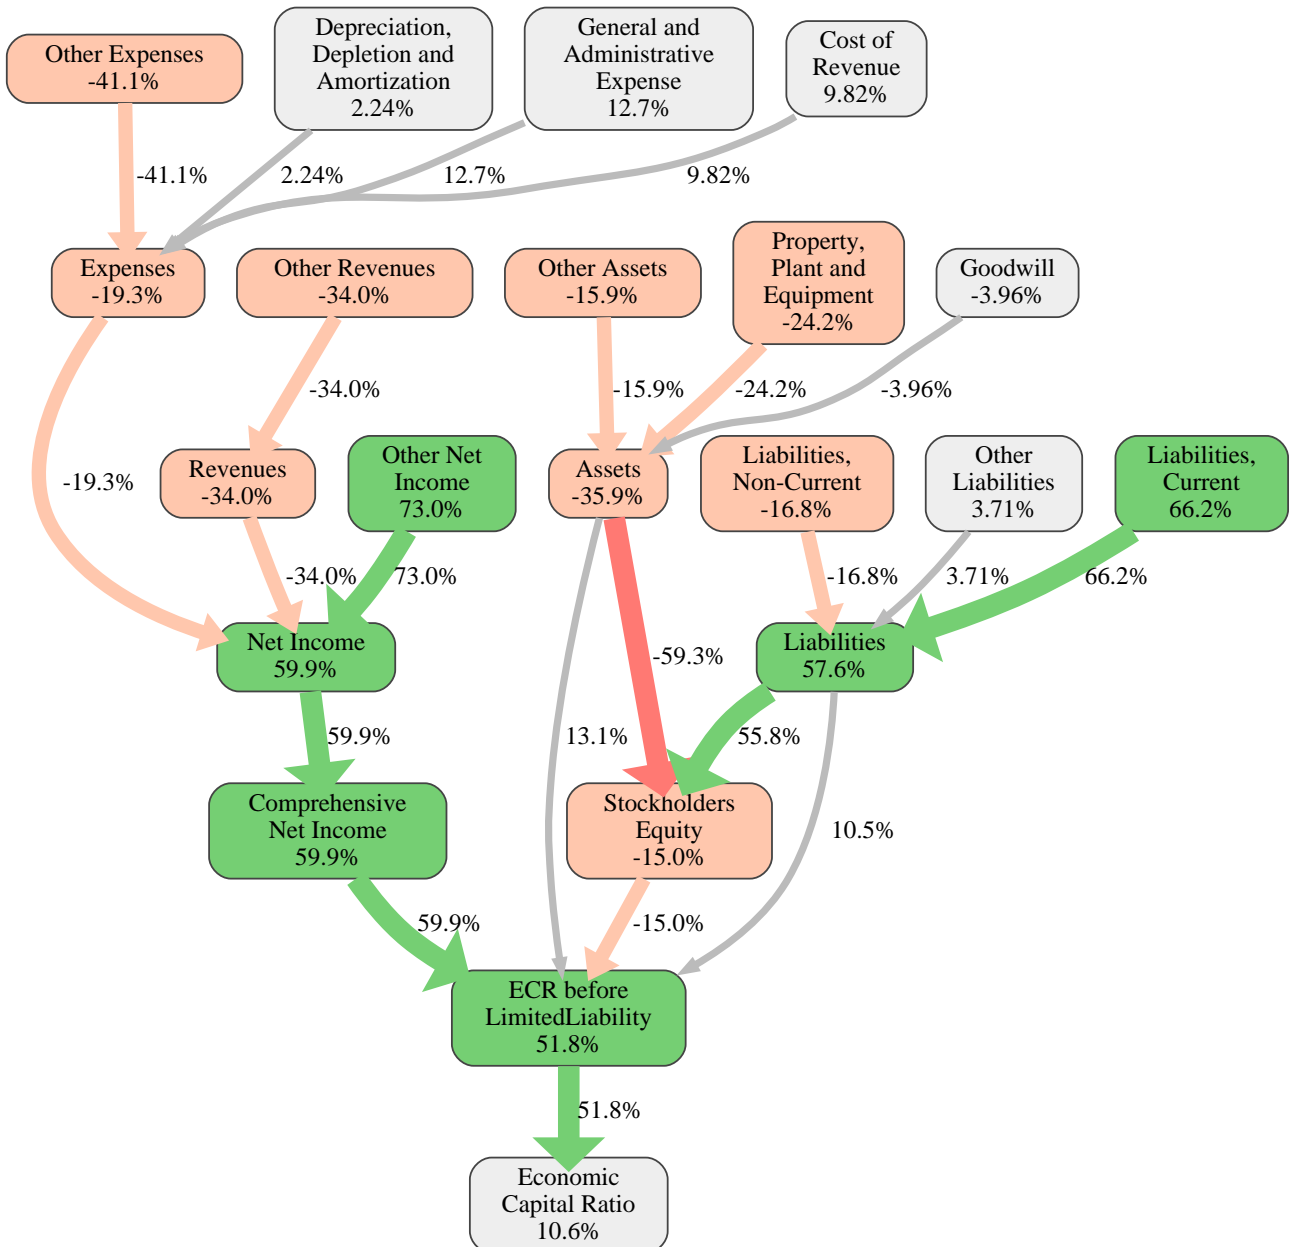 Other Expenses
-41.1%
Depreciation,
Depletion and
Amortization
2.24%
General and
Administrative
Expense
12.7%
Cost of
Revenue
9.82%
-41.1%
2.24%
12.7%
9.82%
Expenses
-19.3%
Other Revenues
-34.0%
Other Assets
-15.9%
Property,
Plant and
Equipment
-24.2%
Goodwill
-3.96%
-34.0%
-15.9%
-24.2%
-3.96%
-19.3%
Revenues
-34.0%
Other Net
Income
73.0%
Assets
-35.9%
Liabilities,
Non-Current
-16.8%
Other
Liabilities
3.71%
Liabilities,
Current
66.2%
-34.0%
73.0%
-16.8%
3.71%
66.2%
Net Income
59.9%
-59.3%
Liabilities
57.6%
59.9%
13.1%
55.8%
Comprehensive
Net Income
59.9%
Stockholders
Equity
-15.0%
10.5%
59.9%
-15.0%
ECR before
LimitedLiability
51.8%
51.8%
Economic
Capital Ratio
10.6%